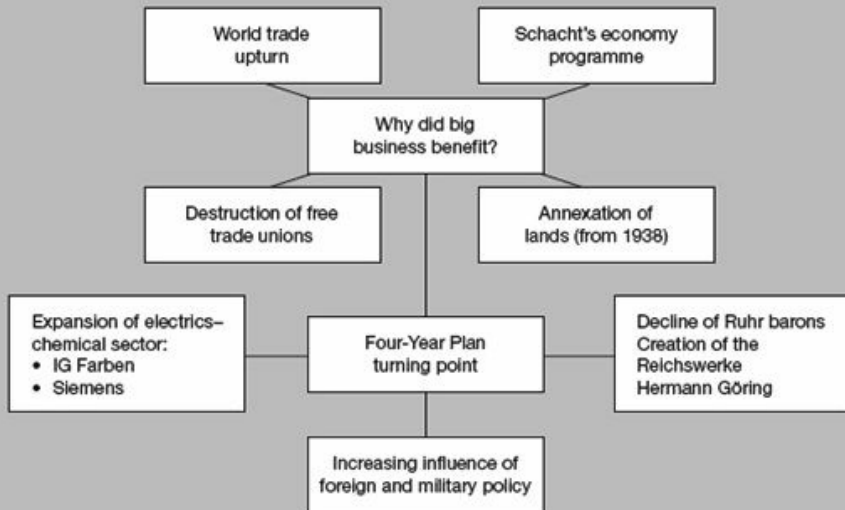 World trade
upturn
Schacht's economy
programme
Why did big
business benefit?
Destruction of free
trade unions
Annexation of
lands (from 1938)
Expansion of electrics–
chemical sector:
• IG Farben
• Siemens
Four-Year Plan
turning point
Decline of Ruhr barons
Creation of the
Reichswerke
Hermann Göring
Increasing influence of
foreign and military policy